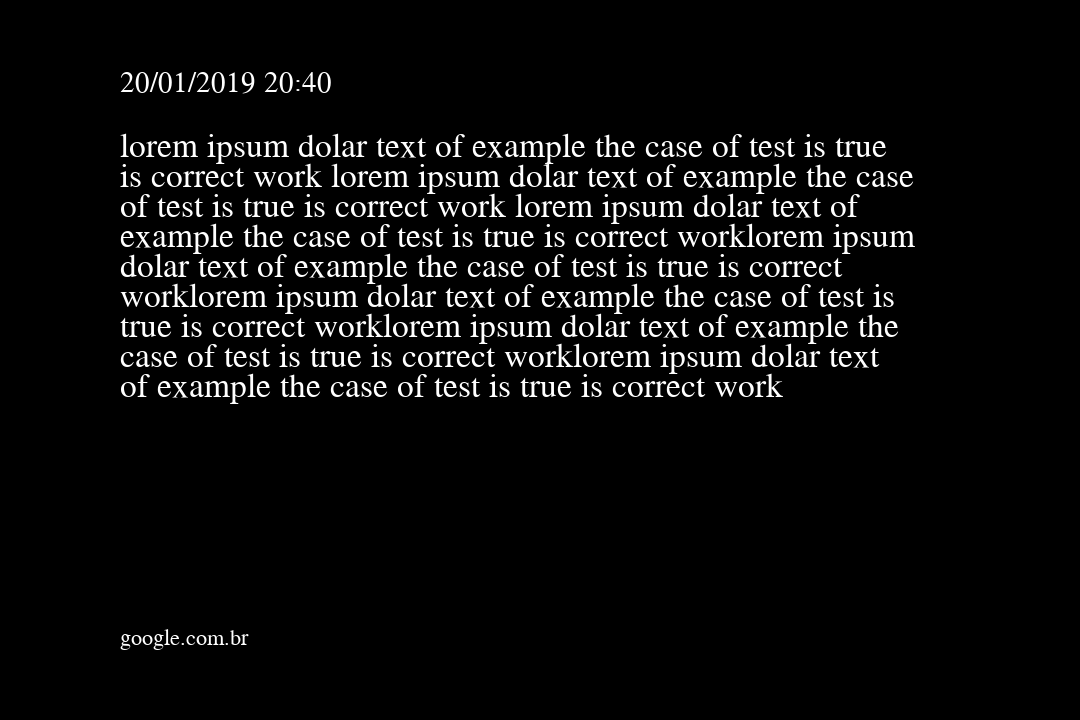 20/01/2019 20:40
lorem ipsum dolar text of example the case of test is true
is correct work lorem ipsum dolar text of example the case
of test is true is correct work lorem ipsum dolar text of
example the case of test is true is correct worklorem ipsum
dolar text of example the case of test is true is correct
worklorem ipsum dolar text of example the case of test is
true is correct worklorem ipsum dolar text of example the
case of test is true is correct worklorem ipsum dolar text
of example the case of test is true is correct work
google.com.br